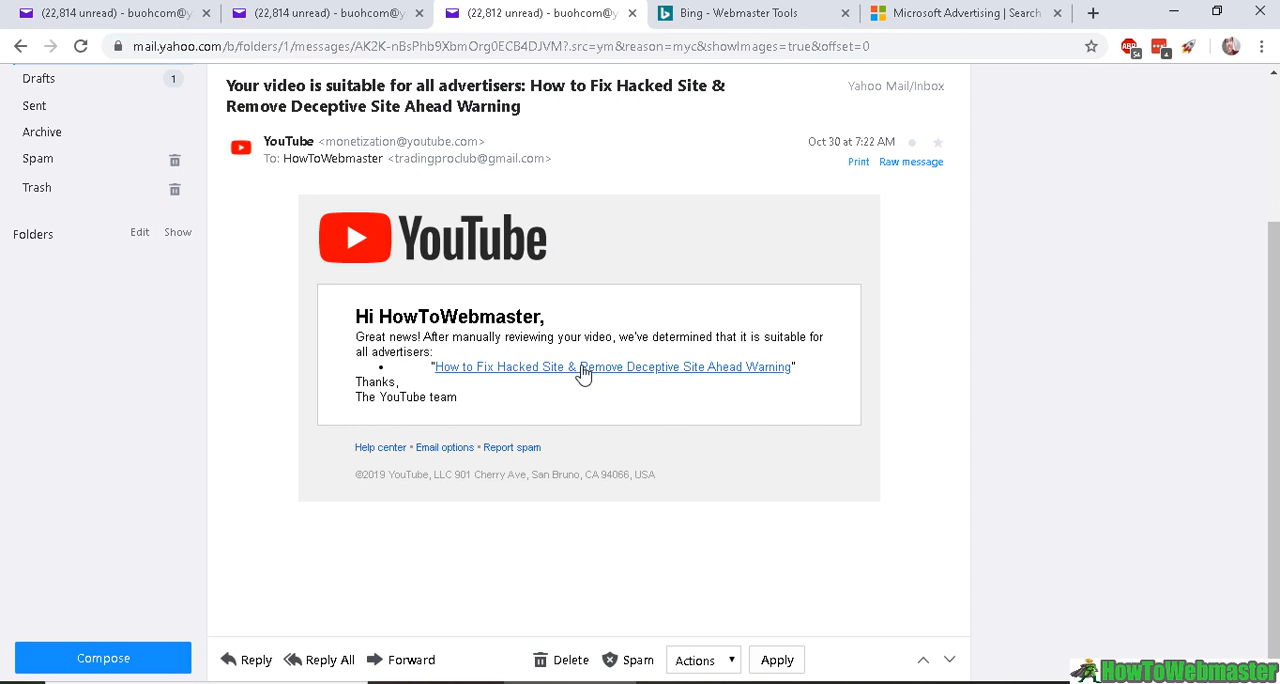 (22,814 unread) - buohcom@y
(22,814 unread) - buohcom@y
(22,812 unread) - buohcom@y
Bing - Webmaster Tools
Microsoft Advertising | Search
mail.yahoo.com/b/folders/1/messages/AK2K-nBsPnb9XbmOrg0ECB4DJVM?.src=ym&reason=myc&showImages=true&offset=0
ABP 54
4
Drafts 1
Sent
Archive
Spam
Trash
Folders Edit Show
Compose
Your video is suitable for all advertisers: How to Fix Hacked Site &
Remove Deceptive Site Ahead Warning
Yahoo Mail/Inbox
YouTube <monetization@youtube.com>
To: HowToWebmaster <tradingproclub@gmail.com>
Oct 30 at 7:22 AM
Print Raw message
YouTube
Hi HowToWebmaster,
Great news! After manually reviewing your video, we've determined that it is suitable for
all advertisers:
• "How to Fix Hacked Site & Remove Deceptive Site Ahead Warning"
Thanks,
The YouTube team
Help center • Email options • Report spam
©2019 YouTube, LLC 901 Cherry Ave, San Bruno, CA 94066, USA
Reply Reply All Forward Delete Spam Actions Apply
HowToWebmaster